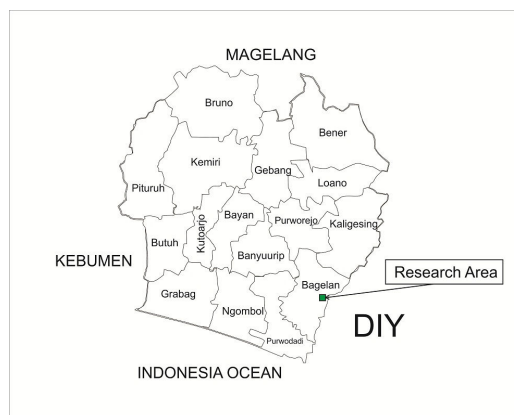 MAGELANG
Bruno
Bener
Kemiri
Gebang
Pituruh
Loano
Kutoarjo
Bayan
Purworejo
Kaligesing
Butuh
Banyuurip
KEBUMEN
Bagelan
Research Area
Grabag
Ngombol
DIY
Purwodadi
INDONESIA OCEAN